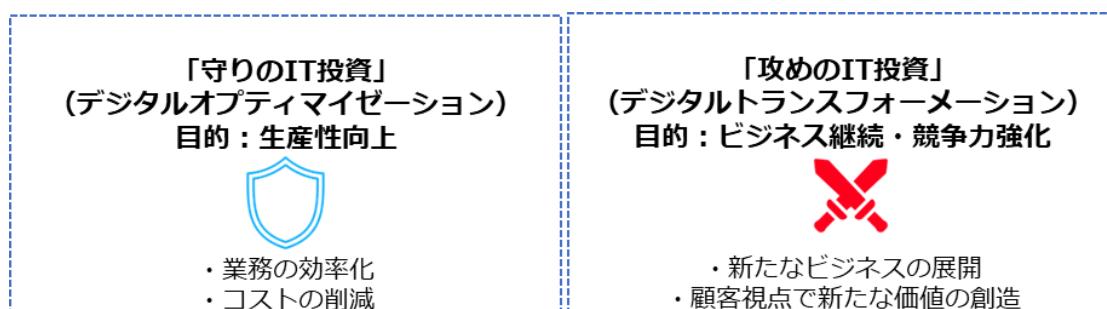 「守りのIT投資」
（デジタルオプティマイゼーション）
目的：生産性向上
・業務の効率化
・コストの削減
「攻めのIT投資」
（デジタルトランスフォーメーション）
目的：ビジネス継続・競争力強化
・新たなビジネスの展開
・顧客視点で新たな価値の創造